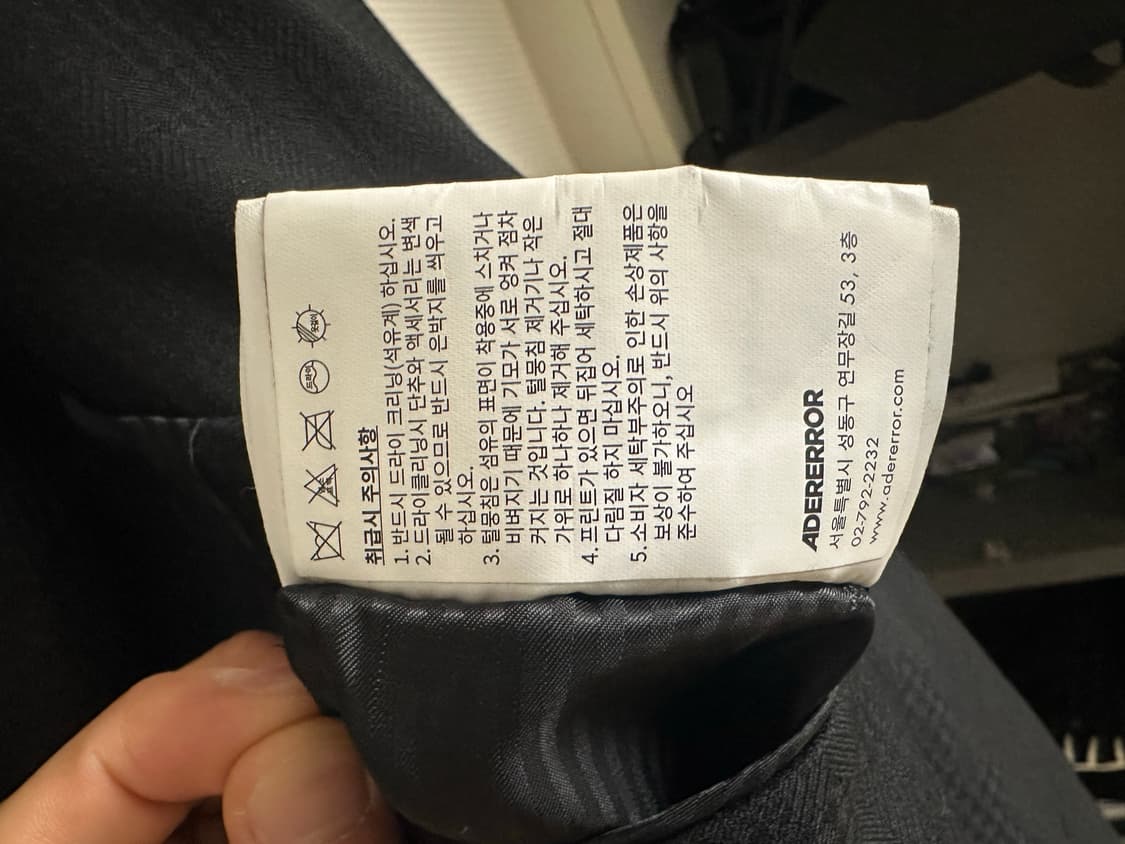 드라이
옷걸이
취급시 주의사항
1. 반드시 드라이 크리닝(석유계) 하십시오.
2. 드라이클리닝시 단추와 액세서리는 변색
될 수 있으므로 반드시 은박지를 씌우고
하십시오.
3. 털뭉침은 섬유의 표면이 착용중에 스치거나
비벼지기 때문에 기모가 서로 엉켜 점차
커지는 것입니다. 털뭉침 제거기나 작은
가위로 하나하나 제거해 주십시오.
4. 프린트가 있으면 뒤집어 세탁하시고 절대
다림질 하지 마십시오.
5. 소비자 세탁부주의로 인한 손상제품은
보상이 불가하오니, 반드시 위의 사항을
준수하여 주십시오
ADERERROR
서울특별시 성동구 연무장길 53, 3층
02-792-2232
www.adererror.com